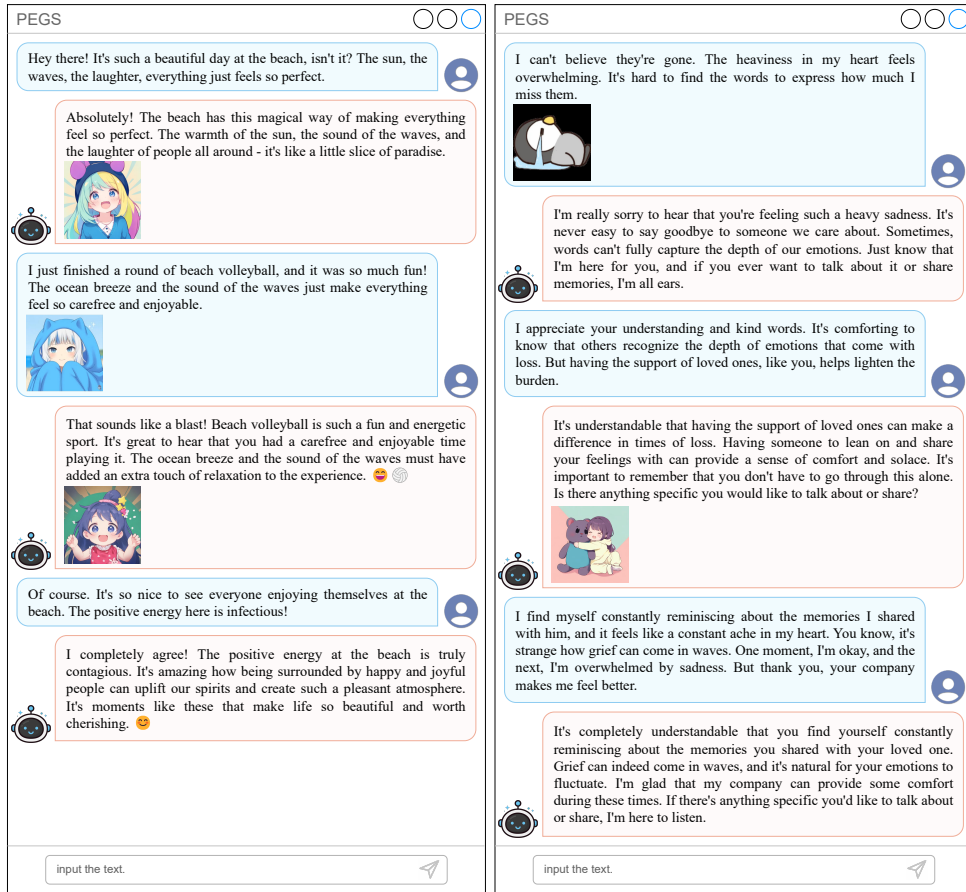 PEGS
Hey there! It's such a beautiful day at the beach, isn't it? The sun, the
waves, the laughter, everything just feels so perfect.
Absolutely! The beach has this magical way of making everything
feel so perfect. The warmth of the sun, the sound of the waves, and
the laughter of people all around - it's like a little slice of paradise.
I just finished a round of beach volleyball, and it was so much fun!
The ocean breeze and the sound of the waves just make everything
feel so carefree and enjoyable.
That sounds like a blast! Beach volleyball is such a fun and energetic
sport. It's great to hear that you had a carefree and enjoyable time
playing it. The ocean breeze and the sound of the waves must have
added an extra touch of relaxation to the experience. 😄 🏐
Of course. It's so nice to see everyone enjoying themselves at the
beach. The positive energy here is infectious!
I completely agree! The positive energy at the beach is truly
contagious. It's amazing how being surrounded by happy and joyful
people can uplift our spirits and create such a pleasant atmosphere.
It's moments like these that make life so beautiful and worth
cherishing. 😊
input the text.
PEGS
I can't believe they're gone. The heaviness in my heart feels
overwhelming. It's hard to find the words to express how much I
miss them.
I'm really sorry to hear that you're feeling such a heavy sadness. It's
never easy to say goodbye to someone we care about. Sometimes,
words can't fully capture the depth of our emotions. Just know that
I'm here for you, and if you ever want to talk about it or share
memories, I'm all ears.
I appreciate your understanding and kind words. It's comforting to
know that others recognize the depth of emotions that come with
loss. But having the support of loved ones, like you, helps lighten the
burden.
It's understandable that having the support of loved ones can make a
difference in times of loss. Having someone to lean on and share
your feelings with can provide a sense of comfort and solace. It's
important to remember that you don't have to go through this alone.
Is there anything specific you would like to talk about or share?
I find myself constantly reminiscing about the memories I shared
with him, and it feels like a constant ache in my heart. You know, it's
strange how grief can come in waves. One moment, I'm okay, and the
next, I'm overwhelmed by sadness. But thank you, your company
makes me feel better.
It's completely understandable that you find yourself constantly
reminiscing about the memories you shared with your loved one.
Grief can indeed come in waves, and it's natural for your emotions to
fluctuate. I'm glad that my company can provide some comfort
during these times. If there's anything specific you'd like to talk about
or share, I'm here to listen.
input the text.